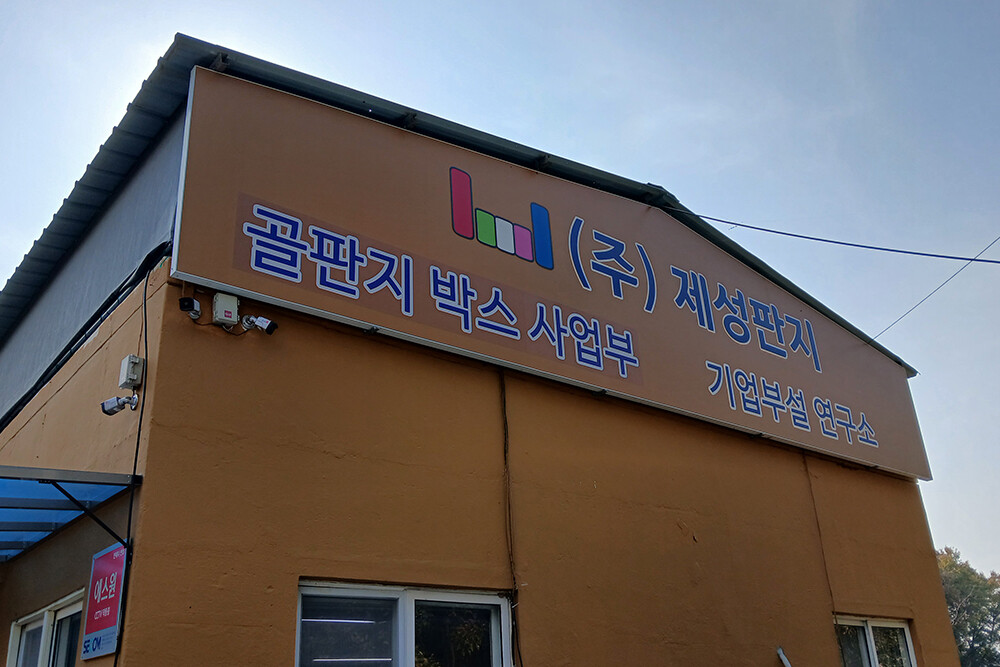 (주) 제성판지
골판지 박스 사업부
기업부설 연구소
에스원